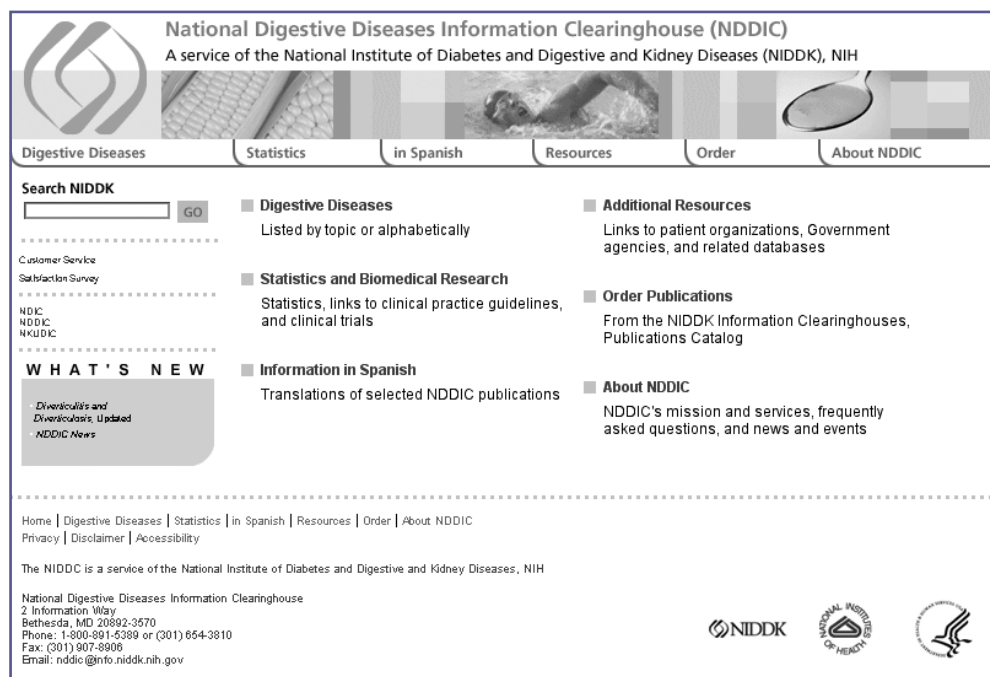 National Digestive Diseases Information Clearinghouse (NDDIC)
A service of the National Institute of Diabetes and Digestive and Kidney Diseases (NIDDK), NIH
Digestive Diseases Statistics in Spanish Resources Order About NDDIC
Search NIDDK
GO
Customer Service
Satisfaction Survey
NDIC
NDDIC
NKUDIC
WHAT'S NEW
Diverticulitis and
Diverticulosis, Updated
NDDIC News
Digestive Diseases
Listed by topic or alphabetically
Statistics and Biomedical Research
Statistics, links to clinical practice guidelines,
and clinical trials
Information in Spanish
Translations of selected NDDIC publications
Additional Resources
Links to patient organizations, Government
agencies, and related databases
Order Publications
From the NIDDK Information Clearinghouses,
Publications Catalog
About NDDIC
NDDIC's mission and services, frequently
asked questions, and news and events
Home | Digestive Diseases | Statistics | in Spanish | Resources | Order | About NDDIC
Privacy | Disclaimer | Accessibility
The NIDDC is a service of the National Institute of Diabetes and Digestive and Kidney Diseases, NIH
National Digestive Diseases Information Clearinghouse
2 Information Way
Bethesda, MD 20892-3570
Phone: 1-800-891-5389 or (301) 654-3810
Fax: (301) 907-8906
Email: nddic@info.niddk.nih.gov
NIDDK
NATIONAL INSTITUTES
OF HEALTH